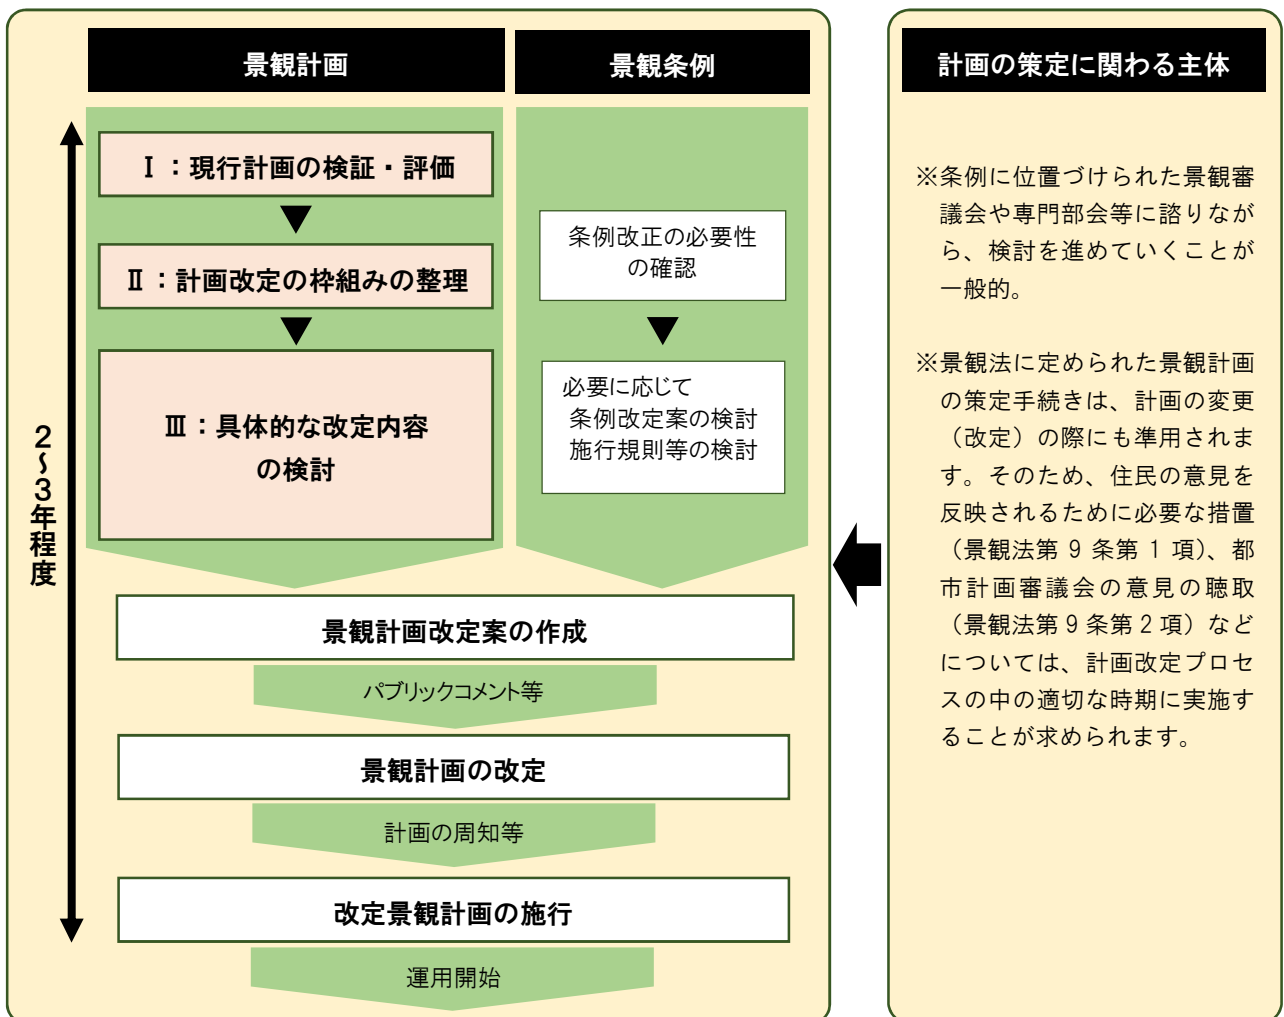 景観計画
景観条例
2～3年程度
Ⅰ：現行計画の検証・評価
Ⅱ：計画改定の枠組みの整理
Ⅲ：具体的な改定内容
の検討
条例改正の必要性
の確認
必要に応じて
条例改定案の検討
施行規則等の検討
景観計画改定案の作成
パブリックコメント等
景観計画の改定
計画の周知等
改定景観計画の施行
運用開始
計画の策定に関わる主体
※条例に位置づけられた景観審
議会や専門部会等に諮りなが
ら、検討を進めていくことが
一般的。
※景観法に定められた景観計画
の策定手続きは、計画の変更
（改定）の際にも準用されま
す。そのため、住民の意見を
反映されるために必要な措置
（景観法第9条第1項）、都
市計画審議会の意見の聴取
（景観法第9条第2項）など
については、計画改定プロセ
スの中の適切な時期に実施す
ることが求められます。